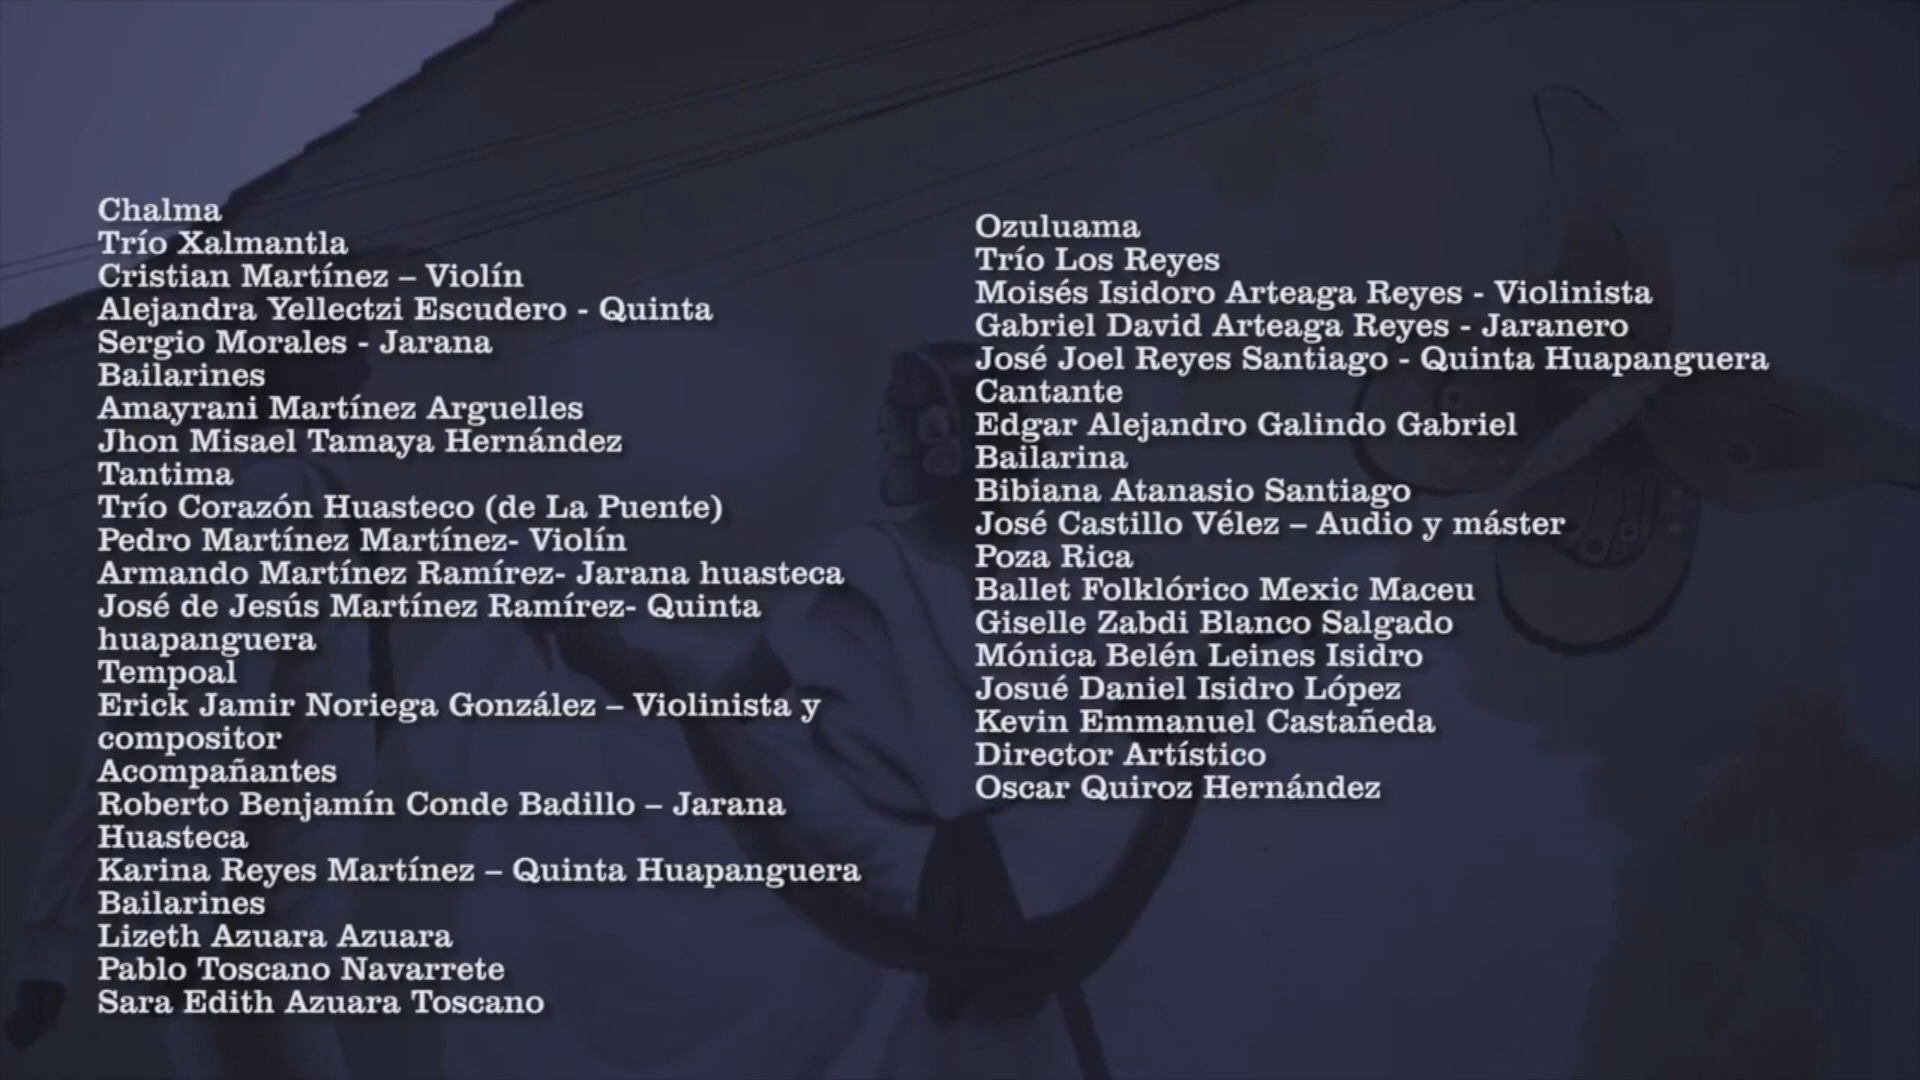 Chalma
Trío Xalmantla
Cristian Martínez – Violín
Alejandra Yellectzi Escudero - Quinta
Sergio Morales - Jarana
Bailarines
Amayrani Martínez Arguelles
Jhon Misael Tamaya Hernández
Tantima
Trío Corazón Huasteco (de La Puente)
Pedro Martínez Martínez- Violín
Armando Martínez Ramírez- Jarana huasteca
José de Jesús Martínez Ramírez- Quinta
huapanguera
Tempoal
Erick Jamir Noriega González – Violinista y
compositor
Acompañantes
Roberto Benjamín Conde Badillo – Jarana
Huasteca
Karina Reyes Martínez – Quinta Huapanguera
Bailarines
Lizeth Azuara Azuara
Pablo Toscano Navarrete
Sara Edith Azuara Toscano
Ozuluama
Trío Los Reyes
Moisés Isidoro Arteaga Reyes - Violinista
Gabriel David Arteaga Reyes - Jaranero
José Joel Reyes Santiago - Quinta Huapanguera
Cantante
Edgar Alejandro Galindo Gabriel
Bailarina
Bibiana Atanasio Santiago
José Castillo Vélez – Audio y máster
Poza Rica
Ballet Folklórico Mexic Maceu
Giselle Zabdi Blanco Salgado
Mónica Belén Leines Isidro
Josué Daniel Isidro López
Kevin Emmanuel Castañeda
Director Artístico
Oscar Quiroz Hernández